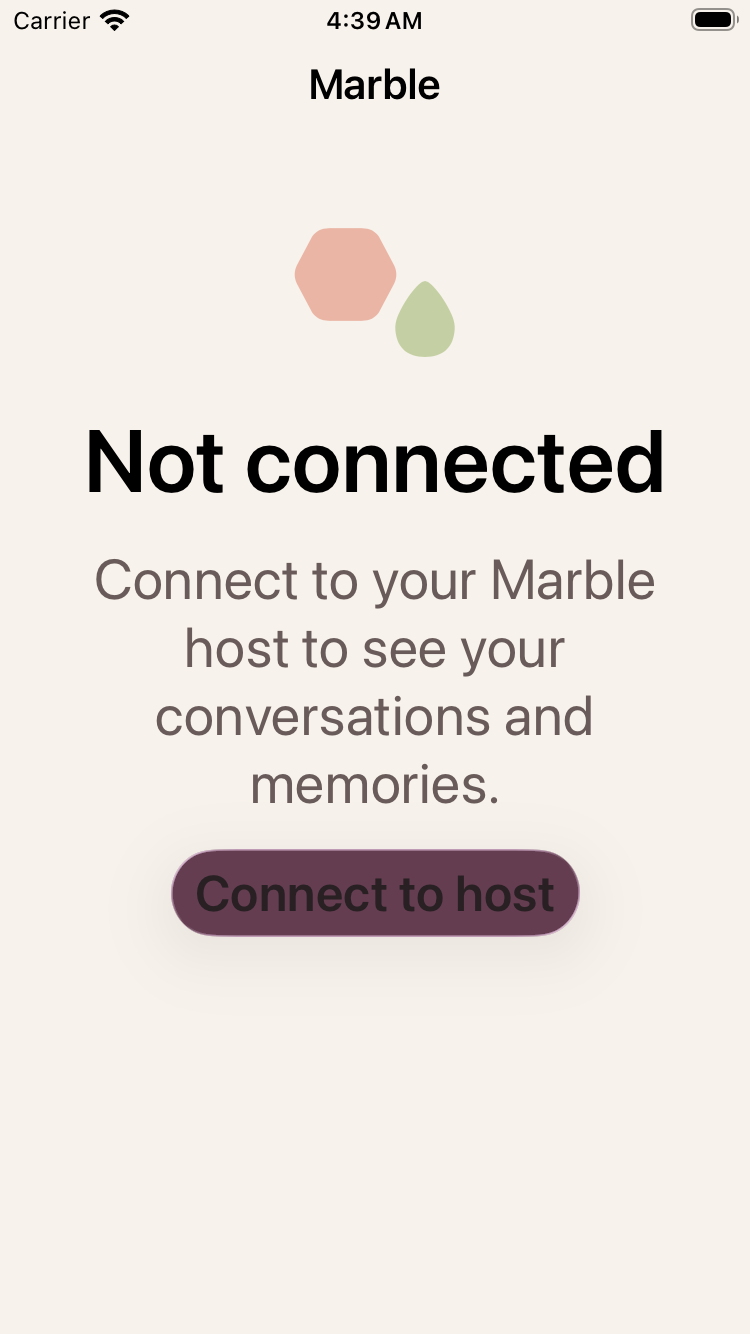 Carrier 4:39 AM
Marble
Not connected
Connect to your Marble
host to see your
conversations and
memories.
Connect to host